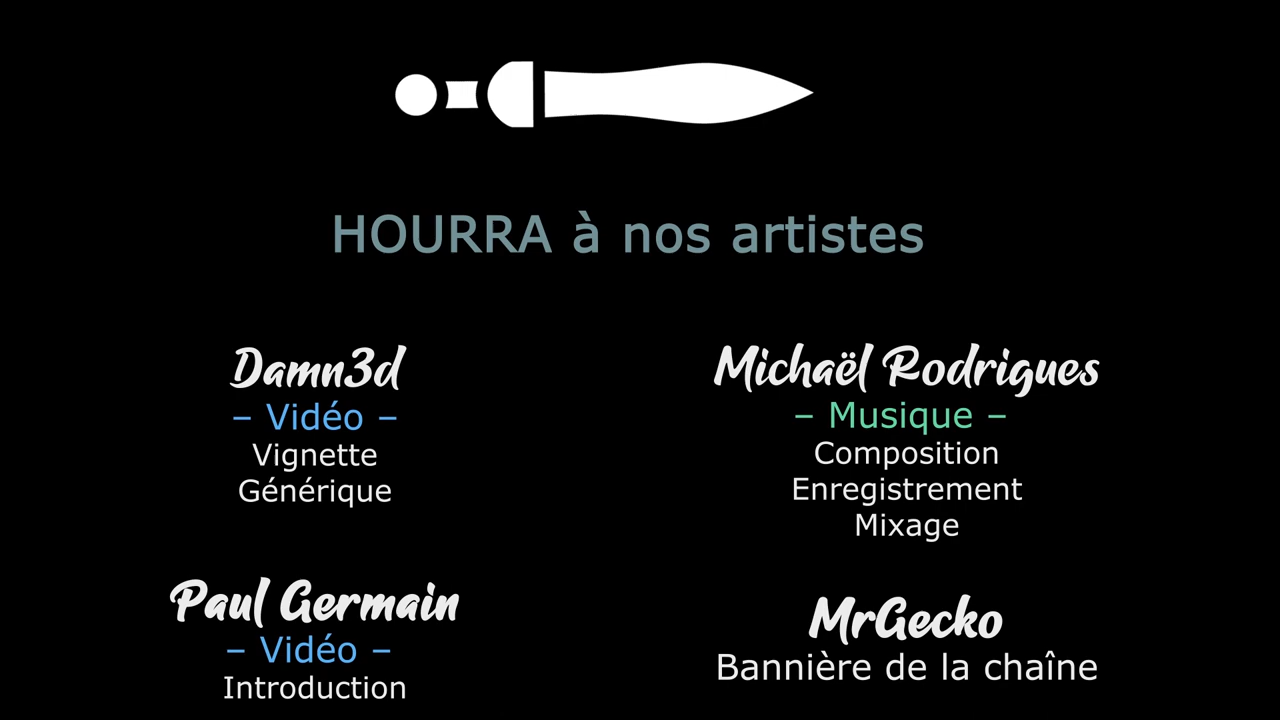 HOURRA à nos artistes
Damn3d
– Vidéo –
Vignette
Générique
Michaël Rodrigues
– Musique –
Composition
Enregistrement
Mixage
Paul Germain
– Vidéo –
Introduction
MrGecko
Bannière de la chaîne